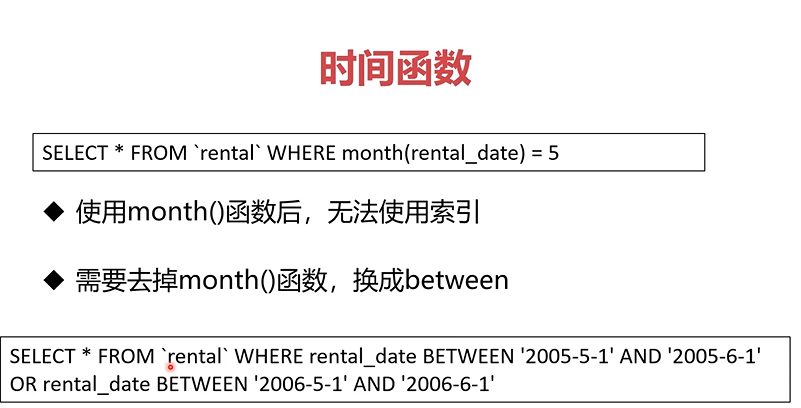 时间函数
SELECT * FROM `rental` WHERE month(rental_date) = 5
◆ 使用month()函数后，无法使用索引
◆ 需要去掉month()函数，换成between
SELECT * FROM `rental` WHERE rental_date BETWEEN '2005-5-1' AND '2005-6-1'
OR rental_date BETWEEN '2006-5-1' AND '2006-6-1'